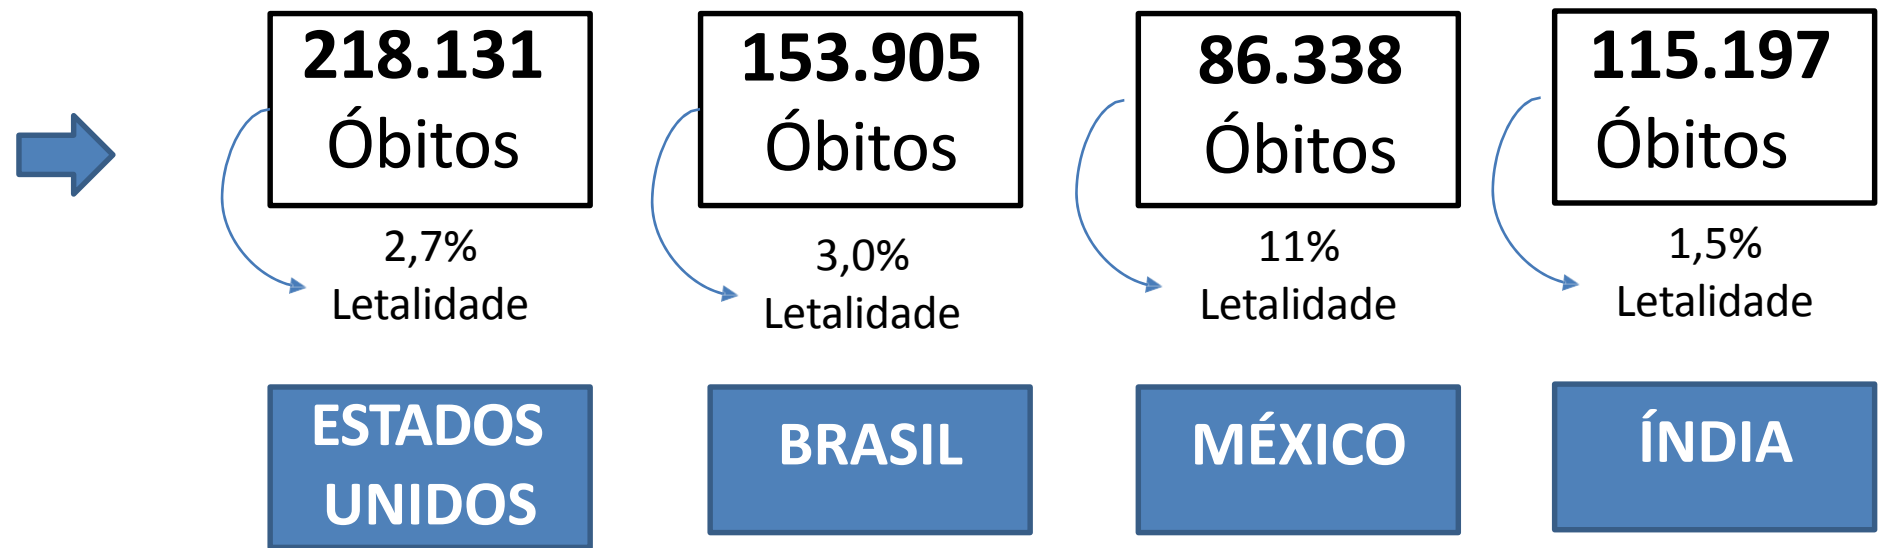 218.131
Óbitos
2,7%
Letalidade
ESTADOS
UNIDOS
153.905
Óbitos
3,0%
Letalidade
BRASIL
86.338
Óbitos
11%
Letalidade
MÉXICO
115.197
Óbitos
1,5%
Letalidade
ÍNDIA